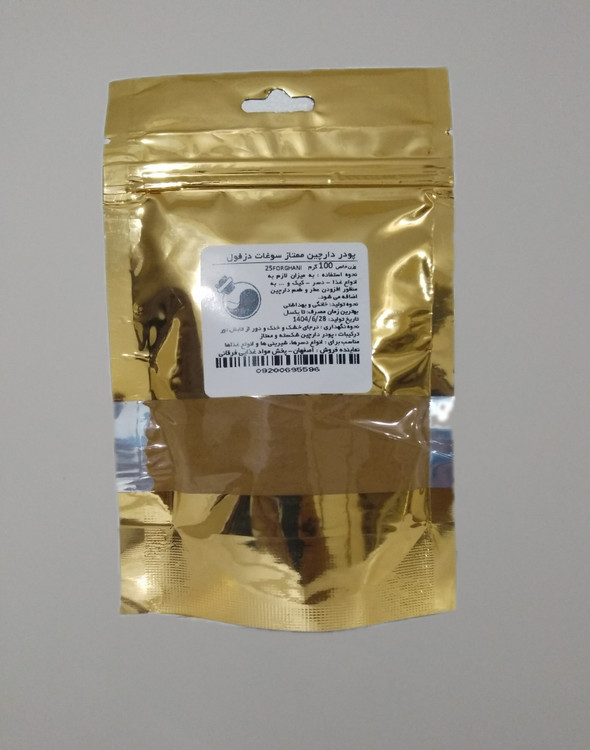 پودر دارچین ممتاز سوغات دزفول
وزن خالص 100 گرم 25FORGHANI
نحوه استفاده : به میزان لازم به
انواع غذا - دسر - کیک و ... به
منظور افزودن عطر و طعم دارچین
اضافه می شود.
نحوه تولید: خانگی و بهداشتی
بهترین زمان مصرف تا یکسال
تاریخ تولید: 1404/6/28
نحوه نگهداری : در جای خشک و خنک و دور از تابش نور
ترکیبات : پودر دارچین شکسته و ممتاز
مناسب برای : انواع دسرها، شیرینی ها و انواع غذاها
نماینده فروش : اصفهان - پخش مواد غذایی فرقانی
09200695596